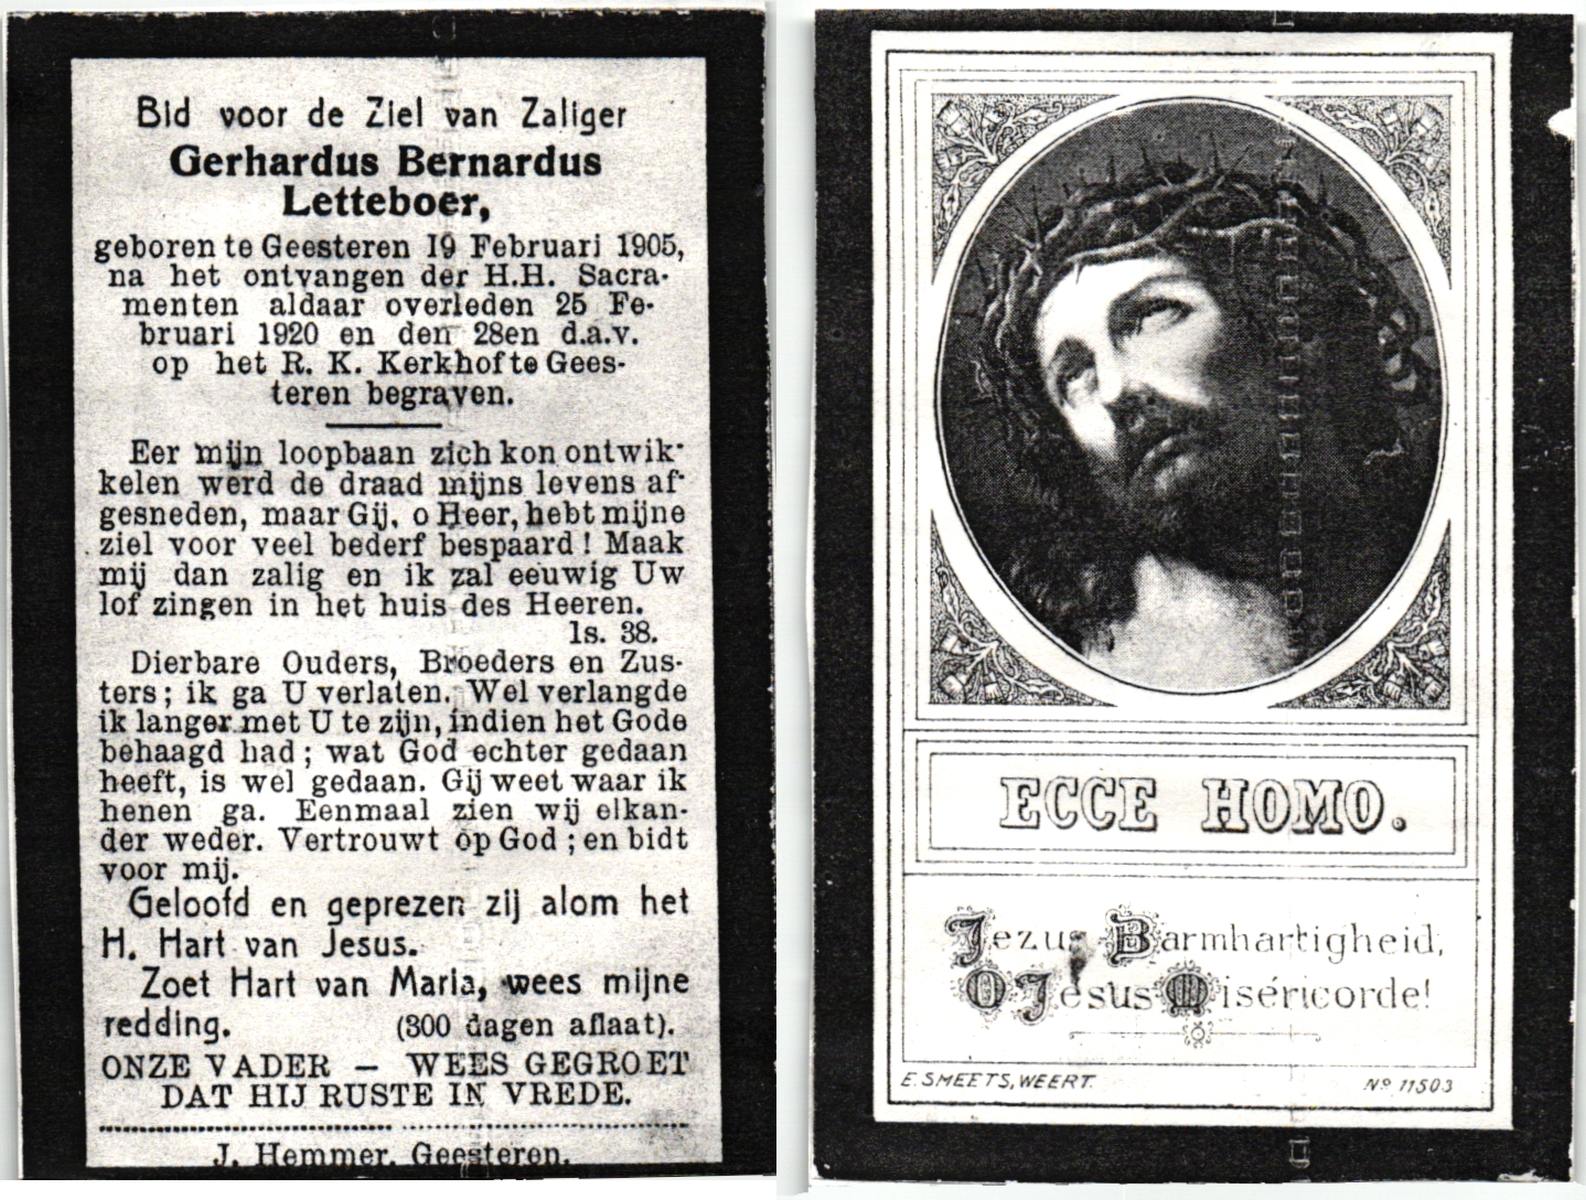 Bid voor de Ziel van Zaliger
Gerhardus Bernardus
Letteboer,
geboren te Geesteren 19 Februari 1905,
na het ontvangen der H.H. Sacra-
menten aldaar overleden 25 Fe-
bruari 1920 en den 28en d.a.v.
op het R. K. Kerkhof te Gees-
teren begraven.
Eer mijn loopbaan zich kon ontwik-
kelen werd de draad mijns levens af-
gesneden, maar Gij, o Heer, hebt mijne
ziel voor veel bederf bespaard! Maak
mij dan zalig en ik zal eeuwig Uw
lof zingen in het huis des Heeren.
Is. 38.
Dierbare Ouders, Broeders en Zus-
ters; ik ga U verlaten. Wel verlangde
ik langer met U te zijn, indien het Gode
behaagd had; wat God echter gedaan
heeft, is wel gedaan. Gij weet waar ik
henen ga. Eenmaal zien wij elkan-
der weder. Vertrouwt op God; en bidt
voor mij.
Geloofd en geprezen zij alom het
H. Hart van Jesus.
Zoet Hart van Maria, wees mijne
redding. (300 dagen aflaat).
ONZE VADER — WEES GEGROET
DAT HIJ RUSTE IN VREDE.
J. Hemmer, Geesteren.
ECCE HOMO.
Jezus Barmhartigheid,
O Jesus Miséricorde!
E. SMEETS, WEERT.
No 11503